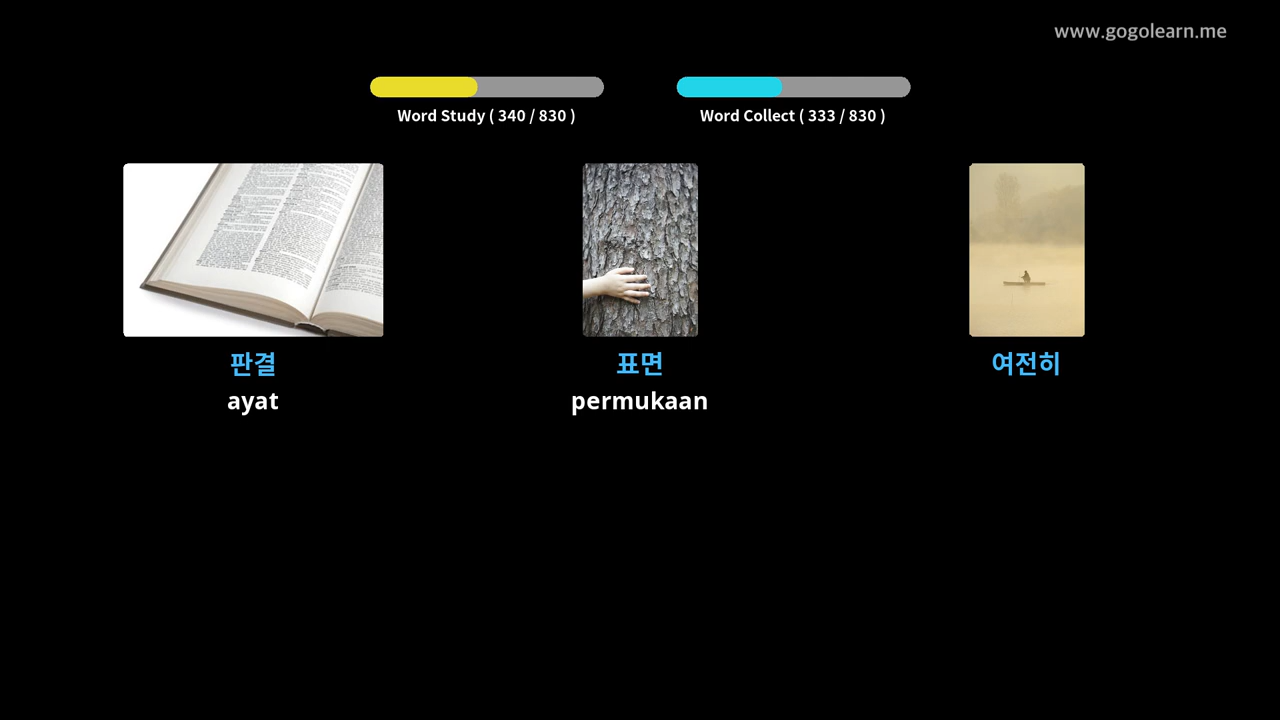 www.gogolearn.me
Word Study ( 340 / 830 )
Word Collect ( 333 / 830 )
판결
ayat
표면
permukaan
여전히